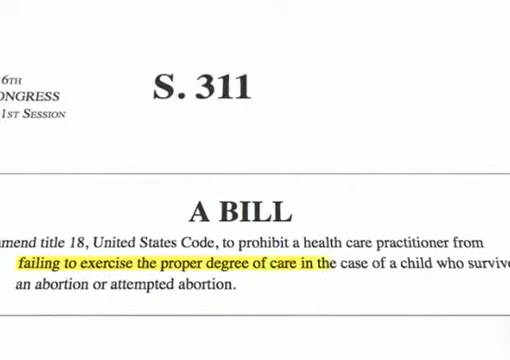 6TH
S. 311
ONGRESS
1ST SESSION
A BILL
mend title 18, United States Code, to prohibit a health care practitioner from
failing to exercise the proper degree of care in the case of a child who surviv
an abortion or attempted abortion.